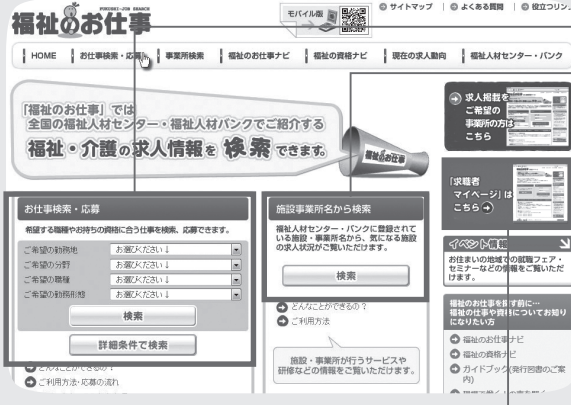 FUKUSHI-JOB SEARCH
福祉のお仕事
モバイル版
サイトマップ
よくある質問
役立つリンク
HOME
お仕事検索・応募
事業所検索
福祉のお仕事ナビ
福祉の資格ナビ
現在の求人動向
福祉人材センター・バンク
「福祉のお仕事」では
全国の福祉人材センター・福祉人材バンクでご紹介する
福祉・介護の求人情報を 検索 できます。
福祉のお仕事
求人掲載を
ご希望の
事業所の方は
こちら
「求職者
マイページ」は
こちら
お仕事検索・応募
希望する職種やお持ちの資格に合う仕事を検索、応募できます。
ご希望の勤務地 お選びください↓
ご希望の分野 お選びください↓
ご希望の職種 お選びください↓
ご希望の勤務形態 お選びください↓
検索
詳細条件で検索
どんなことができるの?
ご利用方法・応募の流れ
施設事業所名から検索
福祉人材センター・バンクに登録されて
いる施設・事業所名から、気になる施設
の求人状況がご覧いただけます。
検索
どんなことができるの?
ご利用方法
施設・事業所が行うサービスや
研修などの情報をご覧いただけます。
イベント情報
お住まいの地域での就職フェア・
セミナーなどの情報をご覧いただ
けます。
福祉のお仕事を探す前に…
福祉の仕事や資格についてお知り
になりたい方
福祉のお仕事ナビ
福祉の資格ナビ
ガイドブック(発行図書のご案
内)